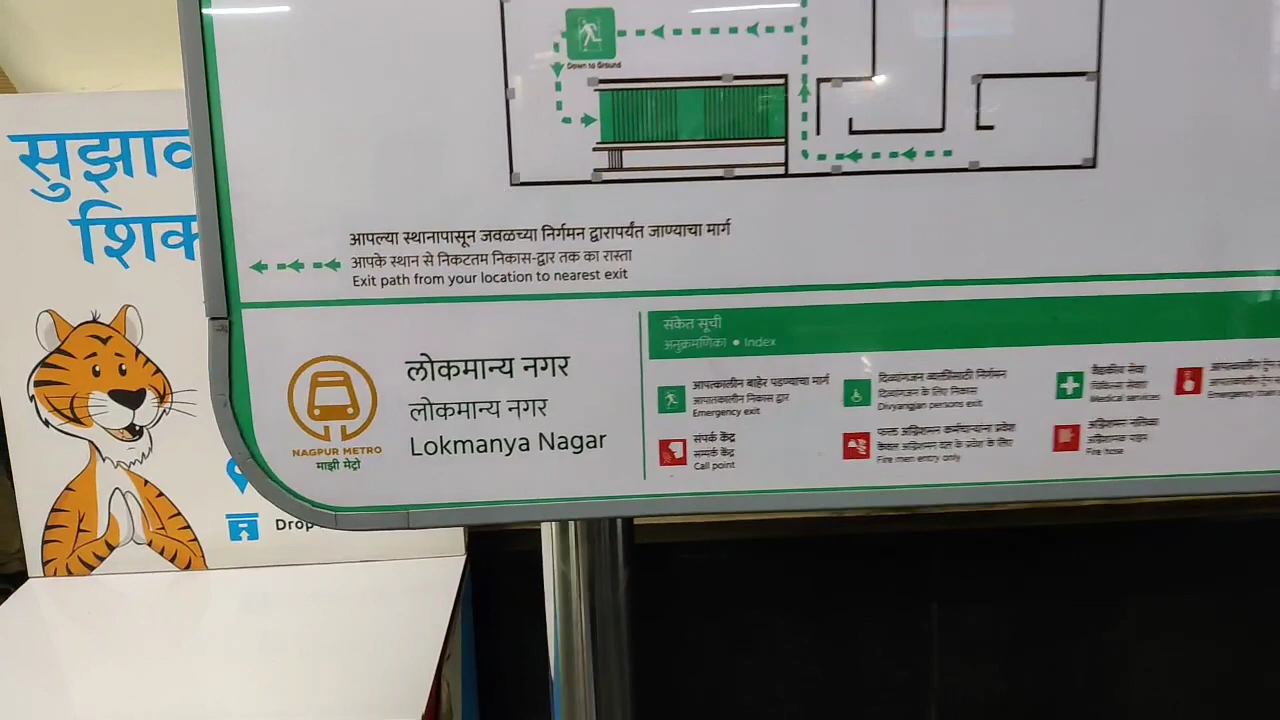 Down to Ground
सुझाव
शिक
आपल्या स्थानापासून जवळच्या निर्गमन द्वारापर्यंत जाण्याचा मार्ग
आपके स्थान से निकटतम निकास-द्वार तक का रास्ता
Exit path from your location to nearest exit
संकेत सूची
अनुक्रमणिका • Index
लोकमान्य नगर
लोकमान्य नगर
Lokmanya Nagar
NAGPUR METRO
माझी मेट्रो
आपत्कालीन बाहेर पडण्याचा मार्ग
आपातकालीन निकास द्वार
Emergency exit
दिव्यांगजन व्यक्तींसाठी निर्गमन
दिव्यांगजन के लिए निकास
Divyangjan persons exit
वैद्यकीय सेवा
चिकित्सा सेवाएं
Medical services
संपर्क केंद्र
सम्पर्क केंद्र
Call point
फक्त अग्निशमन कर्मचाऱ्यांना प्रवेश
केवल अग्निशमन दल के प्रवेश के लिए
Fire men entry only
अग्निशमन नलिका
अग्निशामक पाइप
Fire hose
Drop